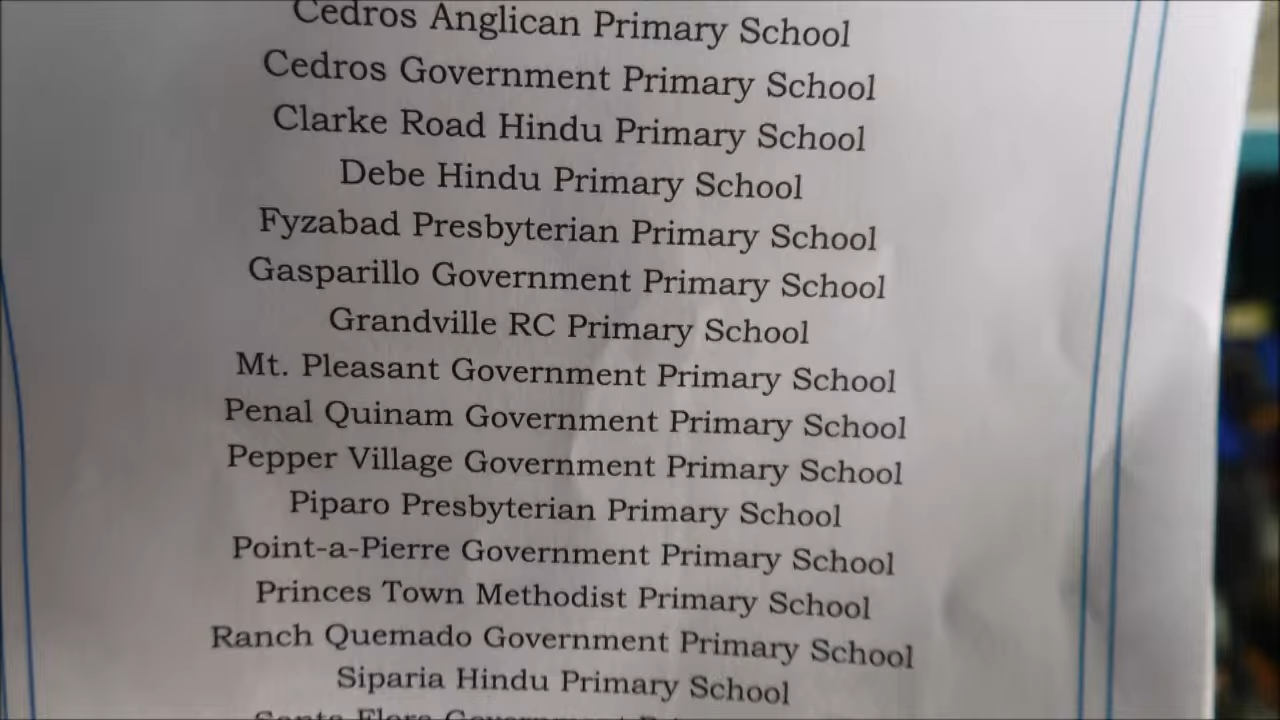 Cedros Anglican Primary School
Cedros Government Primary School
Clarke Road Hindu Primary School
Debe Hindu Primary School
Fyzabad Presbyterian Primary School
Gasparillo Government Primary School
Grandville RC Primary School
Mt. Pleasant Government Primary School
Penal Quinam Government Primary School
Pepper Village Government Primary School
Piparo Presbyterian Primary School
Point-a-Pierre Government Primary School
Princes Town Methodist Primary School
Ranch Quemado Government Primary School
Siparia Hindu Primary School